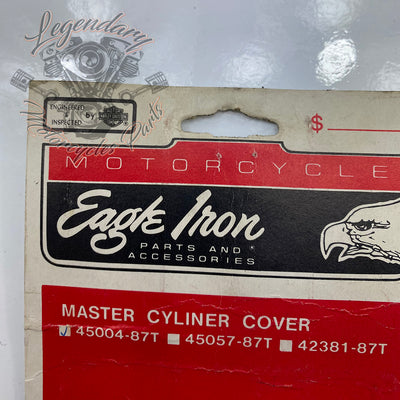 Legendary
Motorcycles Parts
ENGINEERED
&
INSPECTED
by
$
MOTORCYCLE
Eagle Iron
PARTS AND
ACCESSORIES
MASTER CYLINER COVER
45004-87T 45057-87T 42381-87T